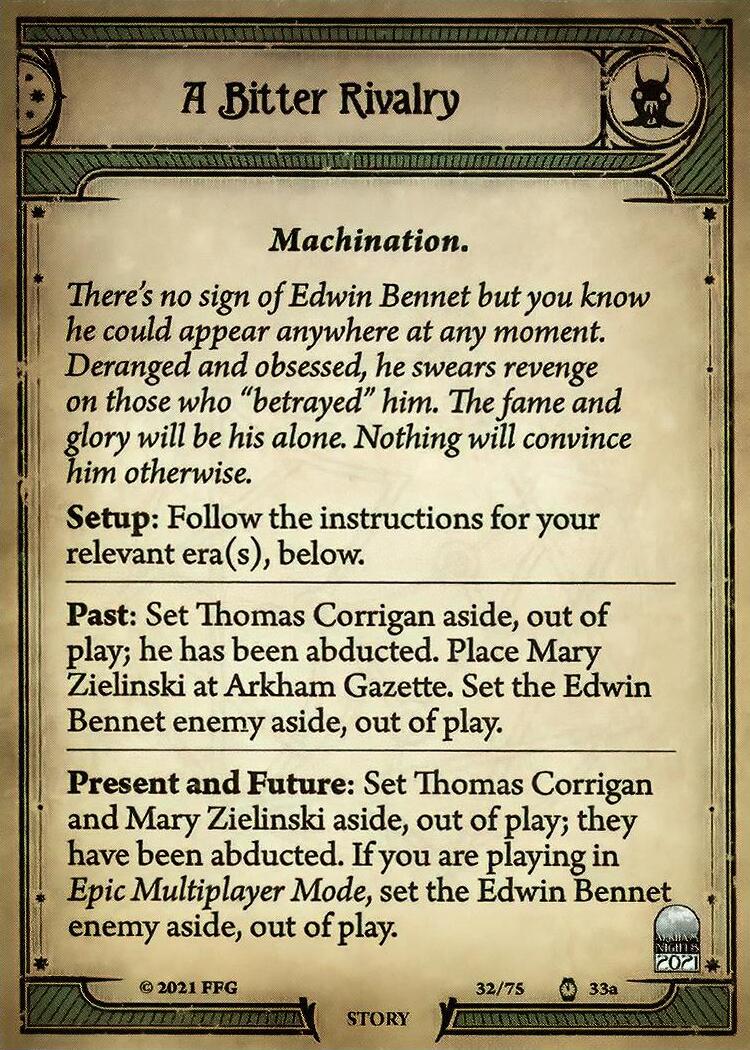 A Bitter Rivalry
Machination.
There's no sign of Edwin Bennet but you know
he could appear anywhere at any moment.
Deranged and obsessed, he swears revenge
on those who “betrayed” him. The fame and
glory will be his alone. Nothing will convince
him otherwise.
Setup: Follow the instructions for your
relevant era(s), below.
Past: Set Thomas Corrigan aside, out of
play; he has been abducted. Place Mary
Zielinski at Arkham Gazette. Set the Edwin
Bennet enemy aside, out of play.
Present and Future: Set Thomas Corrigan
and Mary Zielinski aside, out of play; they
have been abducted. If you are playing in
Epic Multiplayer Mode, set the Edwin Bennet
enemy aside, out of play.
NIGHTS
2021
© 2021 FFG
32/75
33a
STORY